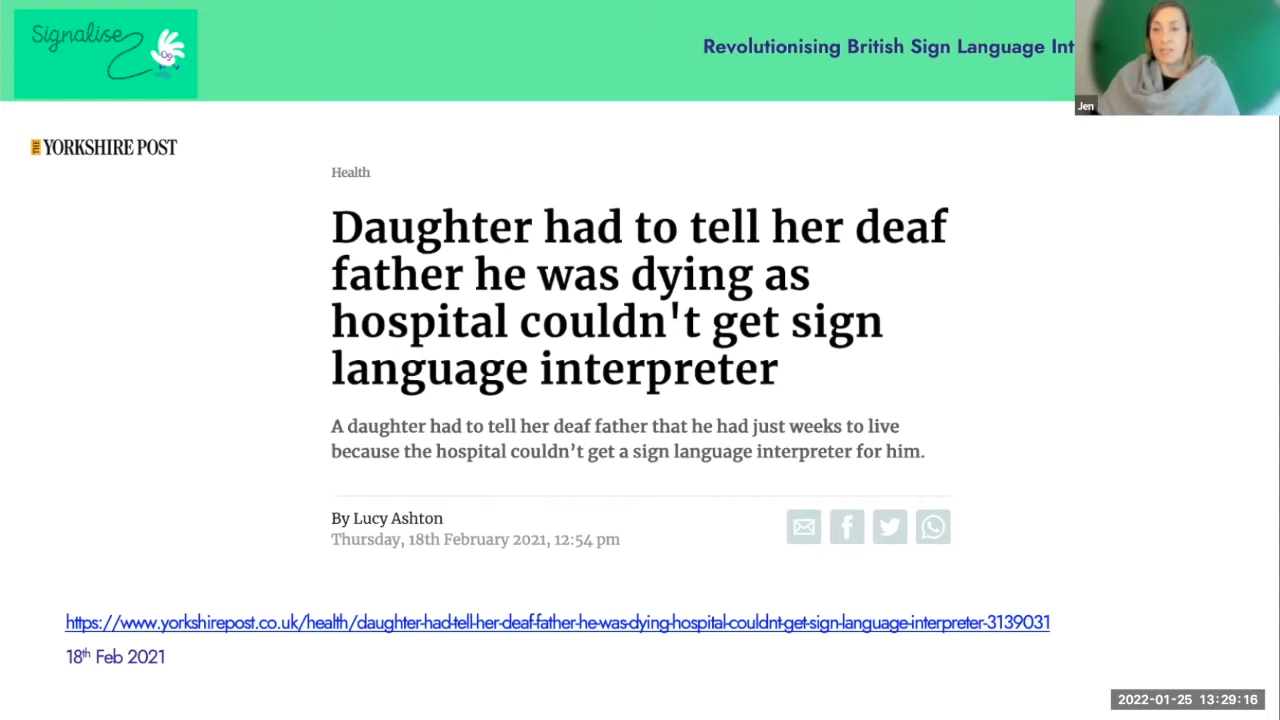 Signalise
Revolutionising British Sign Language Int
Jen
THE YORKSHIRE POST
Health
Daughter had to tell her deaf
father he was dying as
hospital couldn't get sign
language interpreter
A daughter had to tell her deaf father that he had just weeks to live
because the hospital couldn’t get a sign language interpreter for him.
By Lucy Ashton
Thursday, 18th February 2021, 12:54 pm
https://www.yorkshirepost.co.uk/health/daughter-had-tell-her-deaf-father-he-was-dying-hospital-couldnt-get-sign-language-interpreter-3139031
18th Feb 2021
2022-01-25 13:29:16